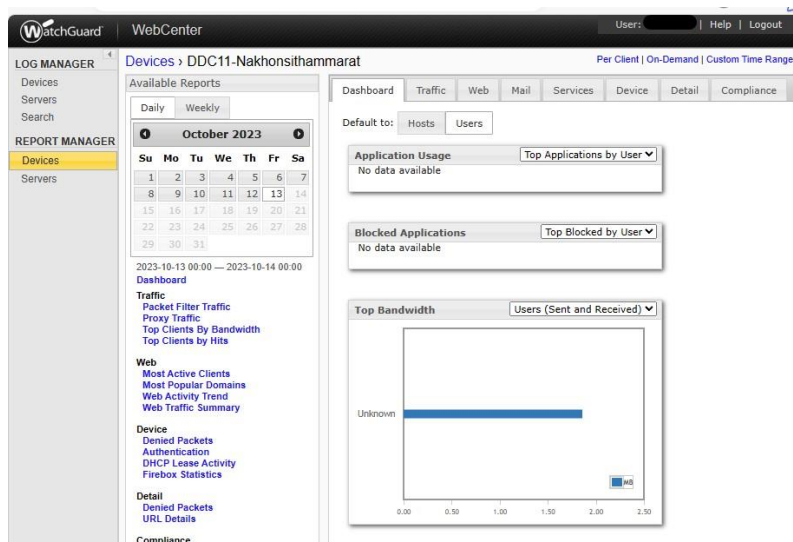 WatchGuard WebCenter User: | Help | Logout
LOG MANAGER
Devices
Servers
Search
REPORT MANAGER
Devices
Servers
Devices › DDC11-Nakhonsithammarat
Per Client | On-Demand | Custom Time Range
Available Reports
Daily Weekly
October 2023
Su Mo Tu We Th Fr Sa
1 2 3 4 5 6 7
8 9 10 11 12 13 14
15 16 17 18 19 20 21
22 23 24 25 26 27 28
29 30 31
2023-10-13 00:00 — 2023-10-14 00:00
Dashboard
Traffic
Packet Filter Traffic
Proxy Traffic
Top Clients By Bandwidth
Top Clients by Hits
Web
Most Active Clients
Most Popular Domains
Web Activity Trend
Web Traffic Summary
Device
Denied Packets
Authentication
DHCP Lease Activity
Firebox Statistics
Detail
Denied Packets
URL Details
Compliance
Dashboard Traffic Web Mail Services Device Detail Compliance
Default to: Hosts Users
Application Usage Top Applications by User
No data available
Blocked Applications Top Blocked by User
No data available
Top Bandwidth Users (Sent and Received)
Unknown
MB
0.00 0.50 1.00 1.50 2.00 2.50